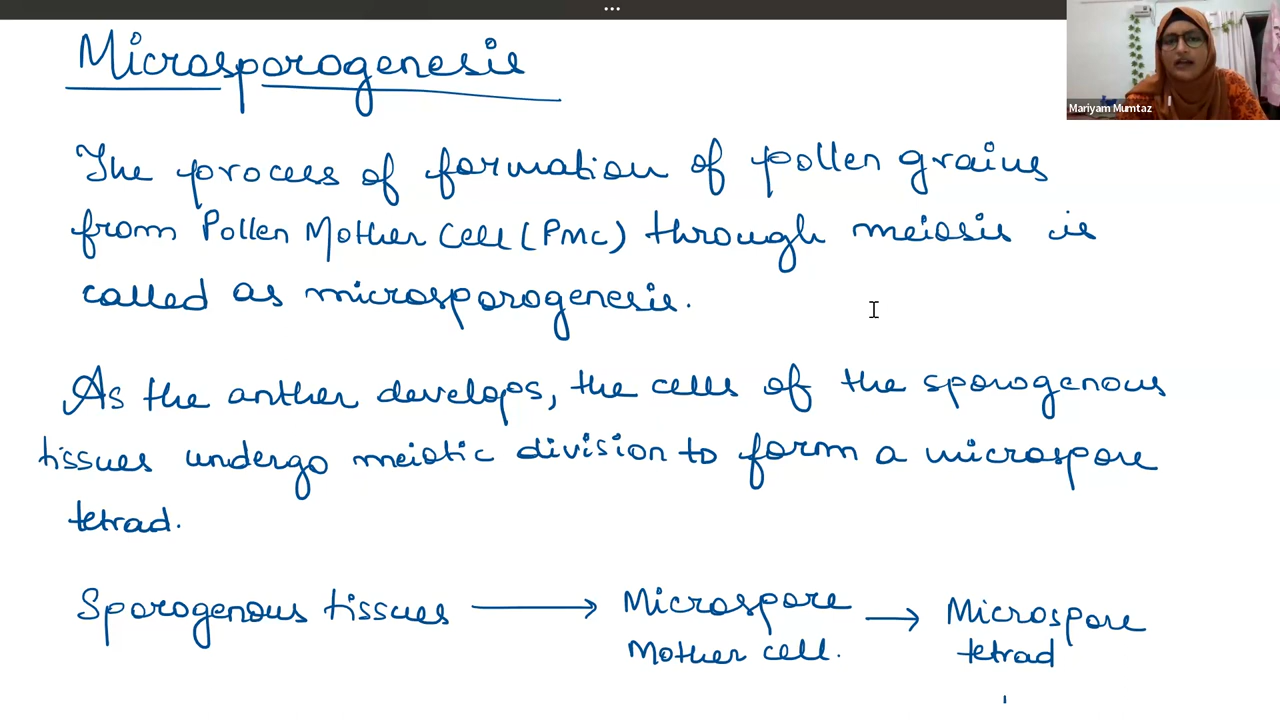 Microsporogenesis
Mariyam Mumtaz
The process of formation of pollen grains
from Pollen Mother Cell (PMC) through meiosis is
called as microsporogenesis.
As the anther develops, the cells of the sporogenous
tissues undergo meiotic division to form a microspore
tetrad.
Sporogenous tissues → Microspore → Microspore
Mother cell. tetrad